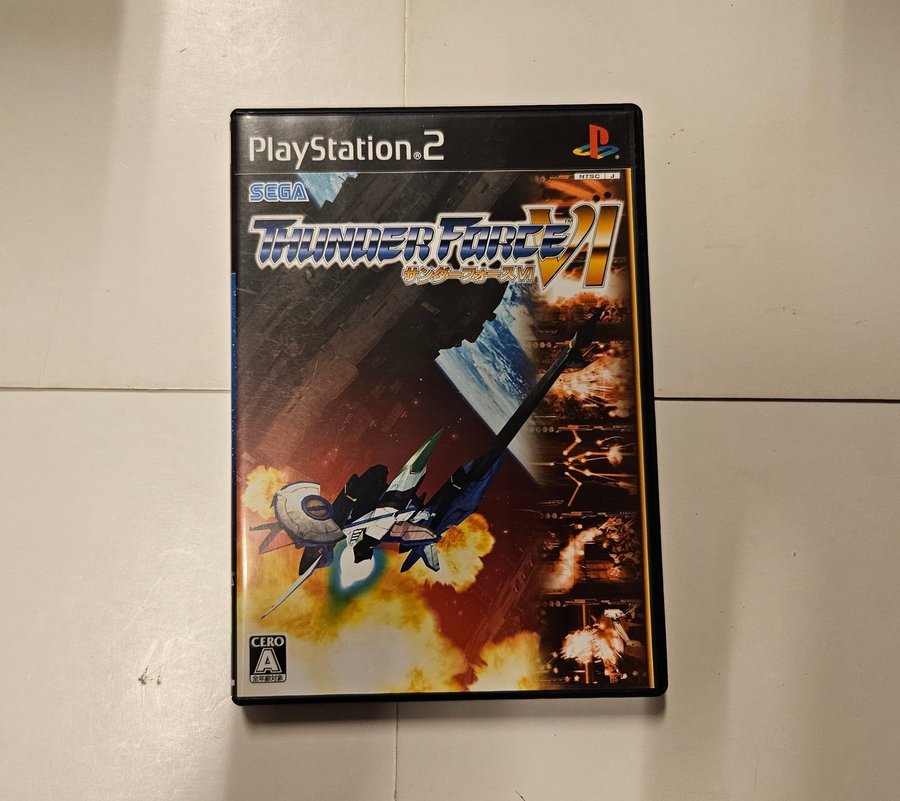 PlayStation®2
NTSC J
SEGA
THUNDER FORCE VI™
サンダーフォースVI
CERO
A
全年齢対象